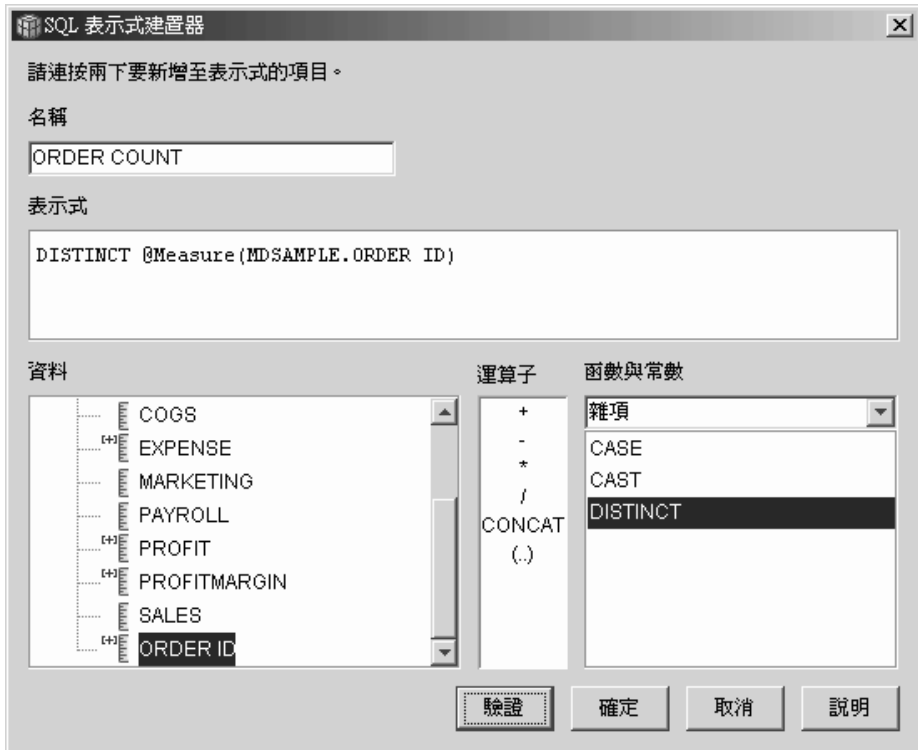 SQL 表示式建置器
請連按兩下要新增至表示式的項目。
名稱
ORDER COUNT
表示式
DISTINCT @Measure(MDSAMPLE.ORDER ID)
資料
COGS
[+] EXPENSE
MARKETING
PAYROLL
[+] PROFIT
[+] PROFITMARGIN
SALES
[+] ORDER ID
運算子
+
-
*
/
CONCAT
(..)
函數與常數
雜項
CASE
CAST
DISTINCT
驗證 確定 取消 說明